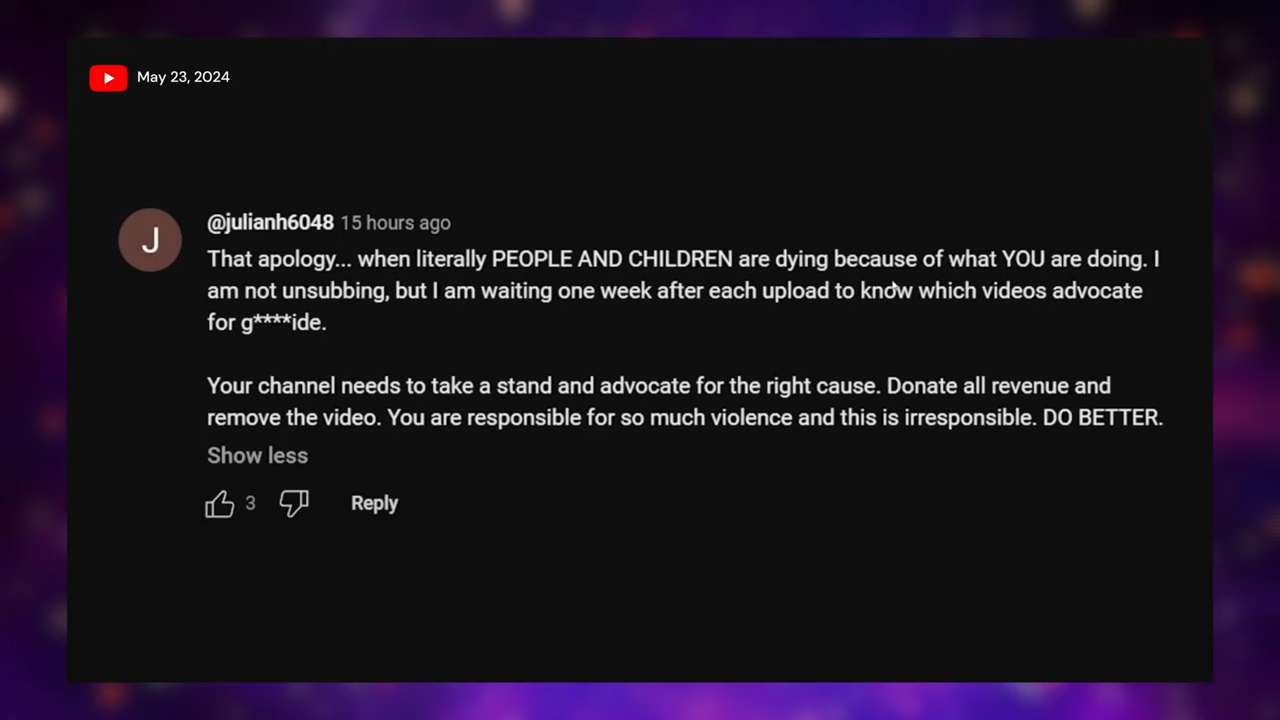 May 23, 2024
@julianh6048 15 hours ago
That apology... when literally PEOPLE AND CHILDREN are dying because of what YOU are doing. I
am not unsubbing, but I am waiting one week after each upload to know which videos advocate
for g****ide.
Your channel needs to take a stand and advocate for the right cause. Donate all revenue and
remove the video. You are responsible for so much violence and this is irresponsible. DO BETTER.
Show less
3 Reply
J